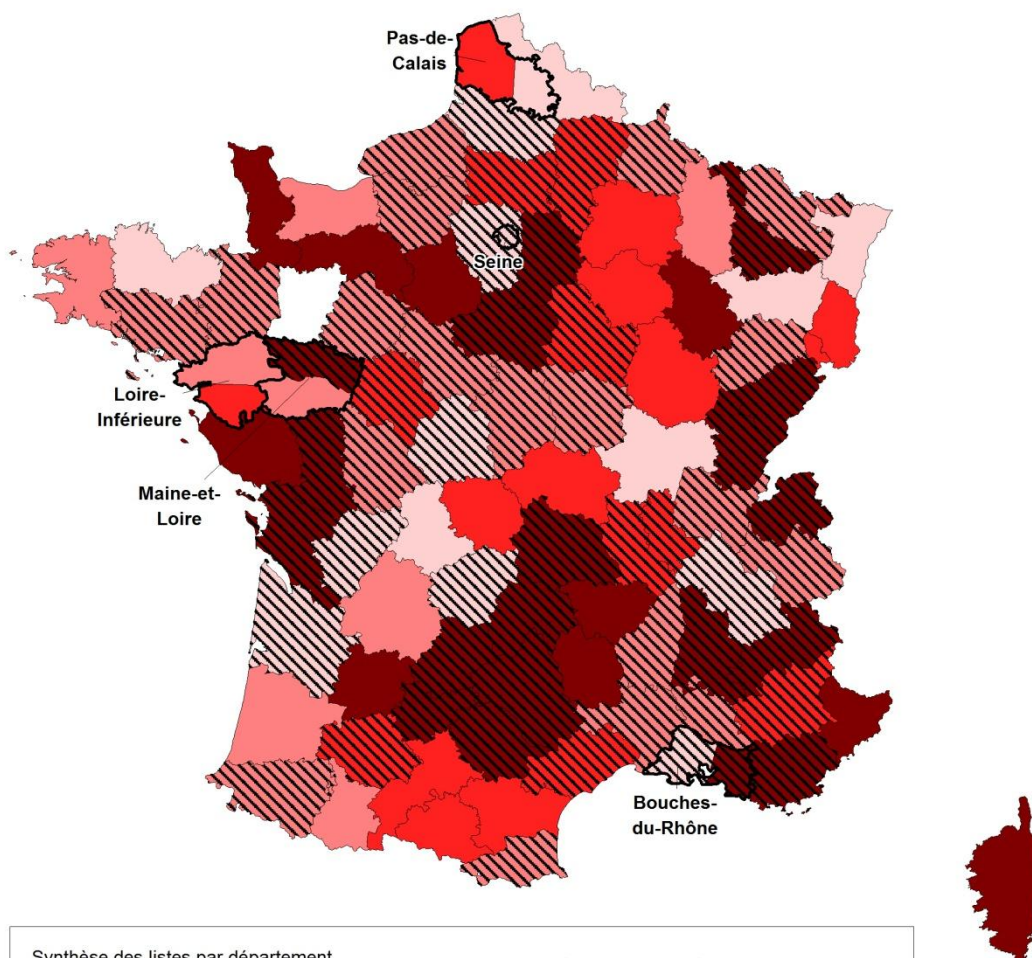 Pas-de-
Calais
Seine
Loire-
Inférieure
Maine-et-
Loire
Bouches-
du-Rhône
Synthèse des listes par département